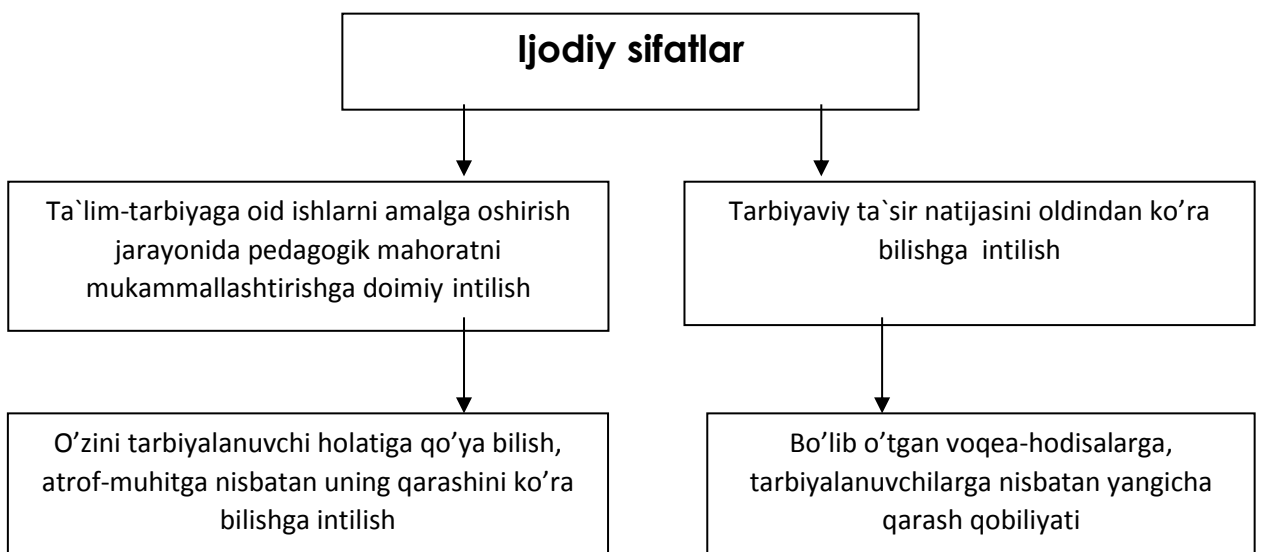 Ijodiy sifatlar
Ta`lim-tarbiyaga oid ishlarni amalga oshirish
jarayonida pedagogik mahoratni
mukammallashtirishga doimiy intilish
Tarbiyaviy ta`sir natijasini oldindan ko’ra
bilishga intilish
O’zini tarbiyalanuvchi holatiga qo’ya bilish,
atrof-muhitga nisbatan uning qarashini ko’ra
bilishga intilish
Bo’lib o’tgan voqea-hodisalarga,
tarbiyalanuvchilarga nisbatan yangicha
qarash qobiliyati